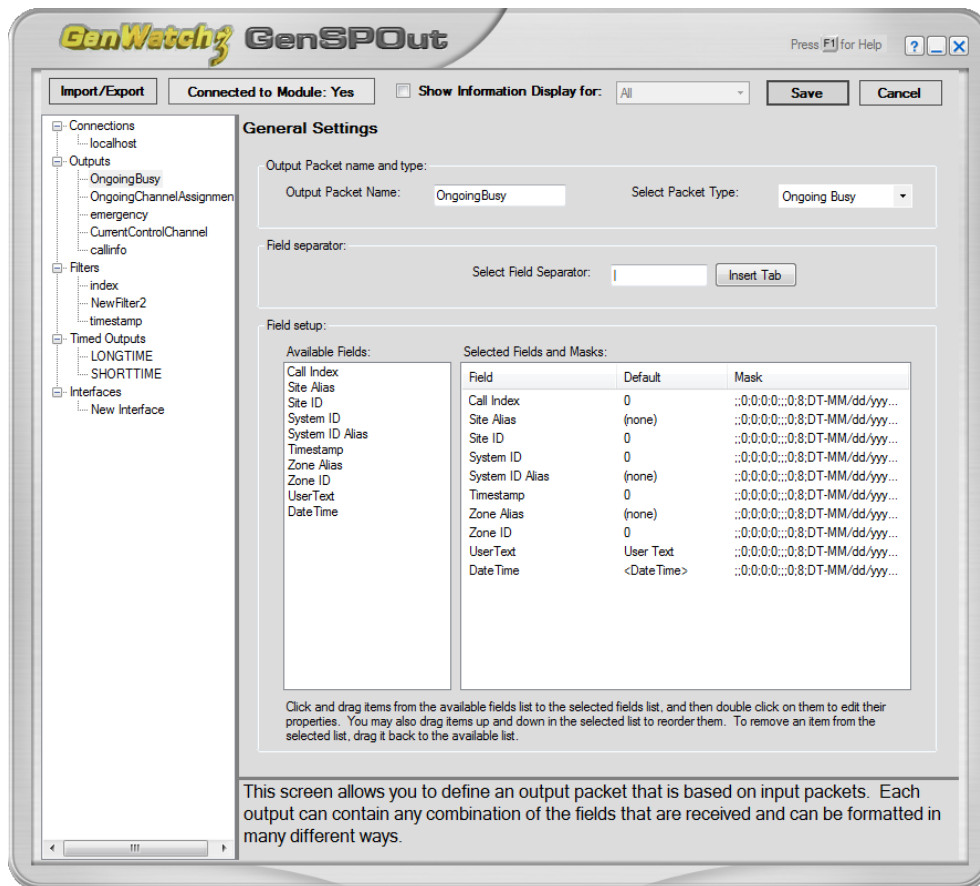 GenWatch3 GenSPOut
Press F1 for Help
?
Import/Export
Connected to Module: Yes
Show Information Display for:
All
Save
Cancel
Connections
localhost
Outputs
OngoingBusy
OngoingChannelAssignmen
emergency
CurrentControlChannel
callinfo
Filters
index
NewFilter2
timestamp
Timed Outputs
LONGTIME
SHORTTIME
Interfaces
New Interface
General Settings
Output Packet name and type:
Output Packet Name: OngoingBusy
Select Packet Type: Ongoing Busy
Field separator:
Select Field Separator: |
Insert Tab
Field setup:
Available Fields:
Call Index
Site Alias
Site ID
System ID
System ID Alias
Timestamp
Zone Alias
Zone ID
UserText
DateTime
Selected Fields and Masks:
Field Default Mask
Call Index 0 ;;0;0;0;0;;;0;8;DT-MM/dd/yyy...
Site Alias (none) ;;0;0;0;0;;;0;8;DT-MM/dd/yyy...
Site ID 0 ;;0;0;0;0;;;0;8;DT-MM/dd/yyy...
System ID 0 ;;0;0;0;0;;;0;8;DT-MM/dd/yyy...
System ID Alias (none) ;;0;0;0;0;;;0;8;DT-MM/dd/yyy...
Timestamp 0 ;;0;0;0;0;;;0;8;DT-MM/dd/yyy...
Zone Alias (none) ;;0;0;0;0;;;0;8;DT-MM/dd/yyy...
Zone ID 0 ;;0;0;0;0;;;0;8;DT-MM/dd/yyy...
UserText User Text ;;0;0;0;0;;;0;8;DT-MM/dd/yyy...
DateTime <DateTime> ;;0;0;0;0;;;0;8;DT-MM/dd/yyy...
Click and drag items from the available fields list to the selected fields list, and then double click on them to edit their
properties. You may also drag items up and down in the selected list to reorder them. To remove an item from the
selected list, drag it back to the available list.
This screen allows you to define an output packet that is based on input packets. Each
output can contain any combination of the fields that are received and can be formatted in
many different ways.